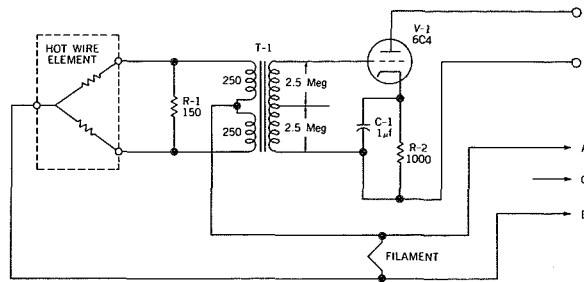 HOT WIRE
ELEMENT
R-1
150
T-1
250
250
2.5 Meg
2.5 Meg
V-1
6C4
C-1
1μf
R-2
1000
A
FILAMENT